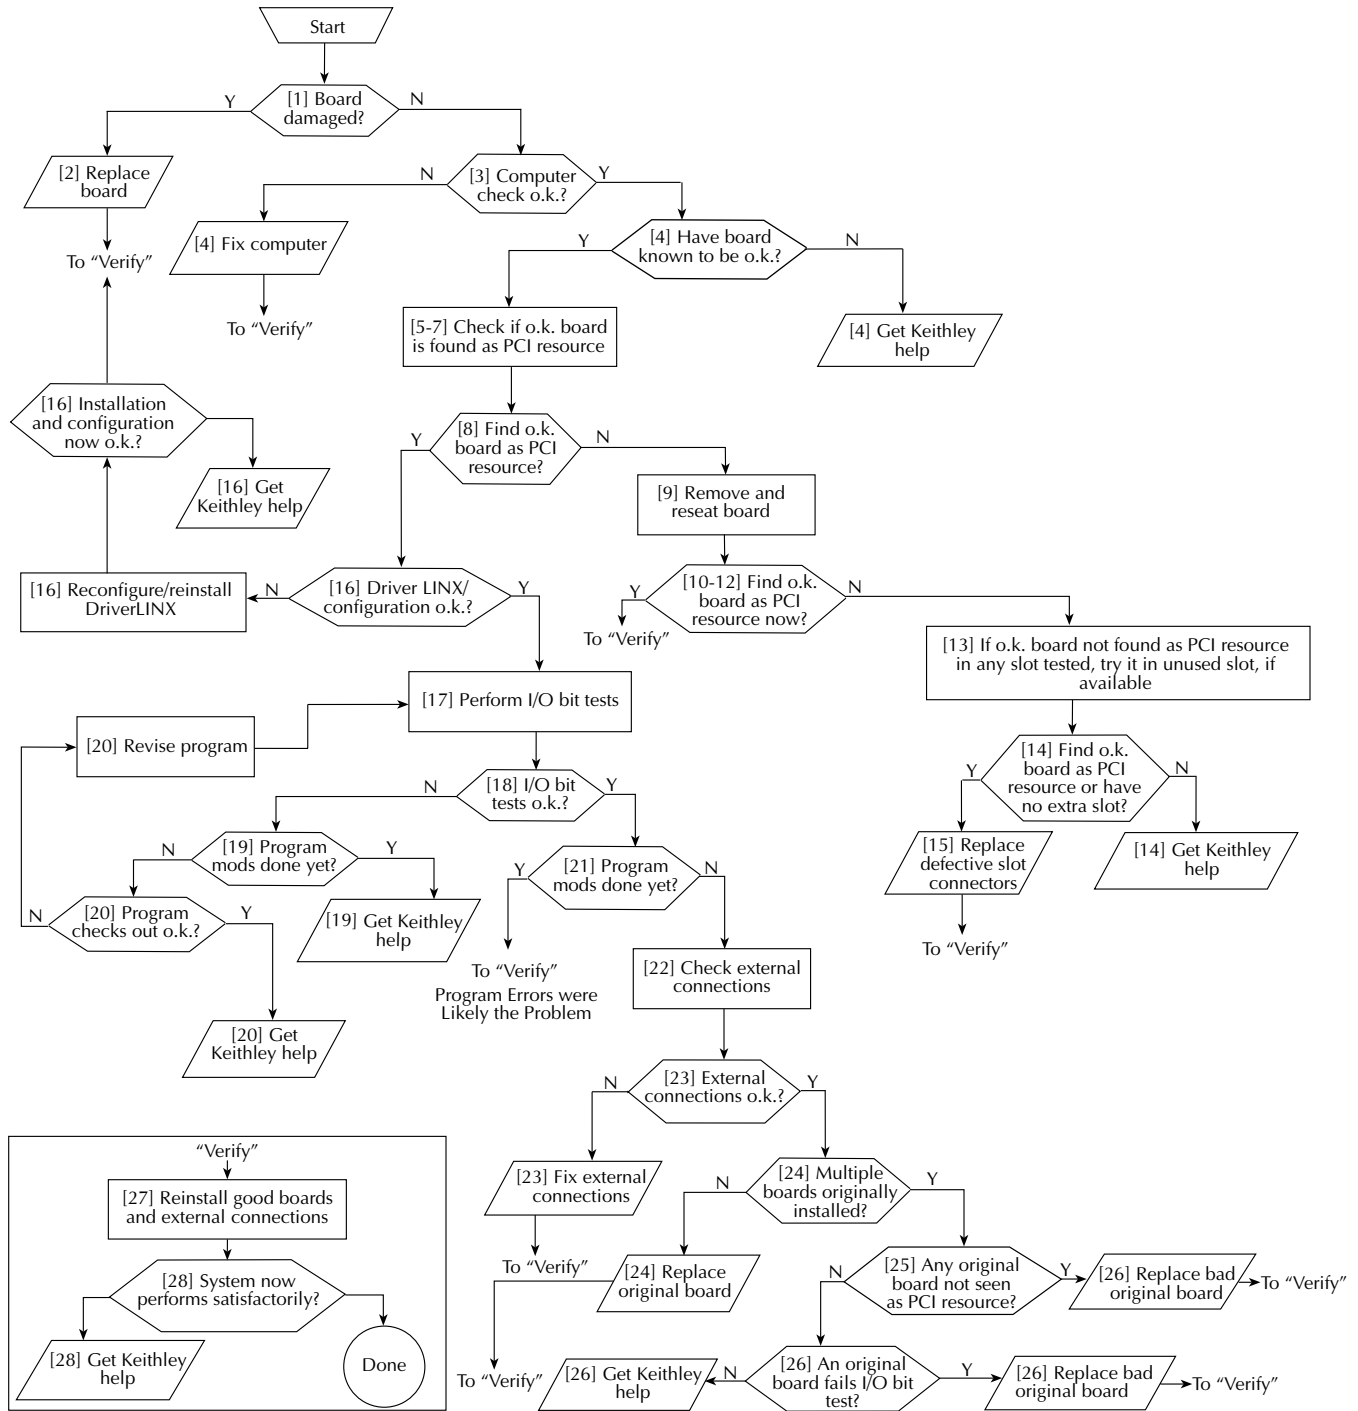 Start
[1] Board
damaged?
Y
N
[2] Replace
board
To “Verify”
[3] Computer
check o.k.?
N
Y
[4] Fix computer
To “Verify”
[4] Have board
known to be o.k.?
Y
N
[4] Get Keithley
help
[5-7] Check if o.k. board
is found as PCI resource
[16] Installation
and configuration
now o.k.?
[16] Get
Keithley help
[8] Find o.k.
board as PCI
resource?
Y
N
[9] Remove and
reseat board
[16] Reconfigure/reinstall
DriverLINX
N
[16] Driver LINX/
configuration o.k.?
Y
[10-12] Find o.k.
board as PCI
resource now?
Y
N
To “Verify”
[13] If o.k. board not found as PCI resource
in any slot tested, try it in unused slot, if
available
[17] Perform I/O bit tests
[20] Revise program
[14] Find o.k.
board as PCI
resource or have
no extra slot?
Y
N
[18] I/O bit
tests o.k.?
N
Y
[15] Replace
defective slot
connectors
To “Verify”
[14] Get Keithley
help
[19] Program
mods done yet?
N
Y
[19] Get Keithley
help
[21] Program
mods done yet?
Y
N
[20] Program
checks out o.k.?
N
Y
[20] Get
Keithley help
To “Verify”
Program Errors were
Likely the Problem
[22] Check external
connections
[23] External
connections o.k.?
N
Y
[23] Fix external
connections
To “Verify”
[24] Multiple
boards originally
installed?
N
Y
[24] Replace
original board
To “Verify”
[25] Any original
board not seen
as PCI resource?
N
Y
[26] Replace bad
original board
To “Verify”
[26] An original
board fails I/O bit
test?
N
Y
[26] Get Keithley
help
[26] Replace bad
original board
To “Verify”
“Verify”
[27] Reinstall good boards
and external connections
[28] System now
performs satisfactorily?
[28] Get Keithley
help
Done